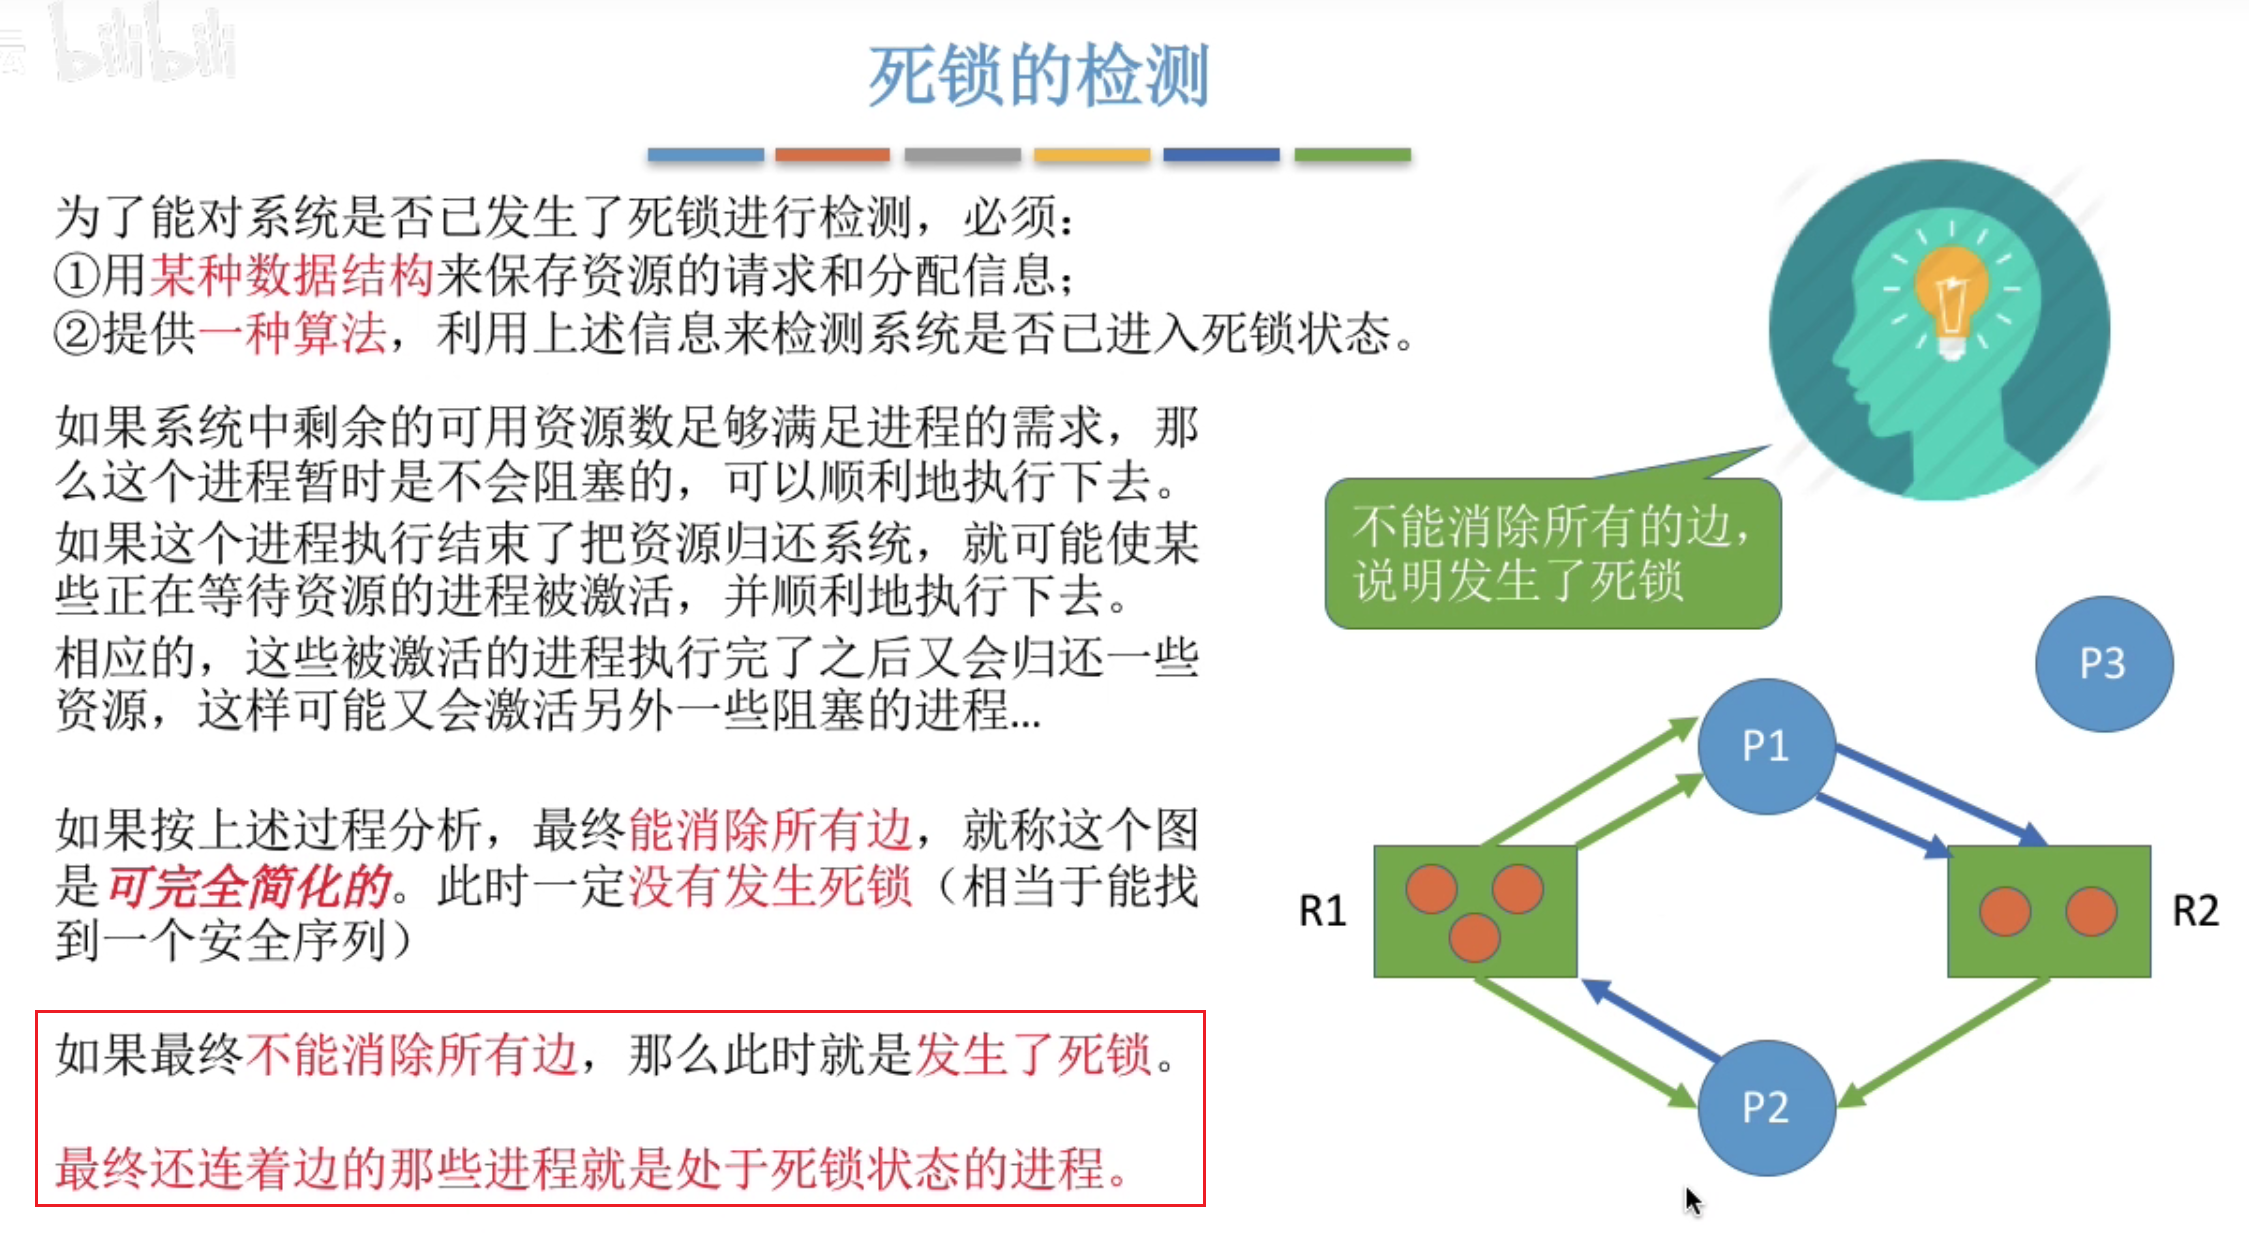 云 bilibili
死锁的检测
为了能对系统是否已发生了死锁进行检测，必须：
①用某种数据结构来保存资源的请求和分配信息；
②提供一种算法，利用上述信息来检测系统是否已进入死锁状态。
如果系统中剩余的可用资源数足够满足进程的需求，那
么这个进程暂时是不会阻塞的，可以顺利地执行下去。
如果这个进程执行结束了把资源归还系统，就可能使某
些正在等待资源的进程被激活，并顺利地执行下去。
相应的，这些被激活的进程执行完了之后又会归还一些
资源，这样可能又会激活另外一些阻塞的进程...
如果按上述过程分析，最终能消除所有边，就称这个图
是可完全简化的。此时一定没有发生死锁（相当于能找
到一个安全序列）
如果最终不能消除所有边，那么此时就是发生了死锁。
最终还连着边的那些进程就是处于死锁状态的进程。
不能消除所有的边，
说明发生了死锁
P3
P1
R1
R2
P2